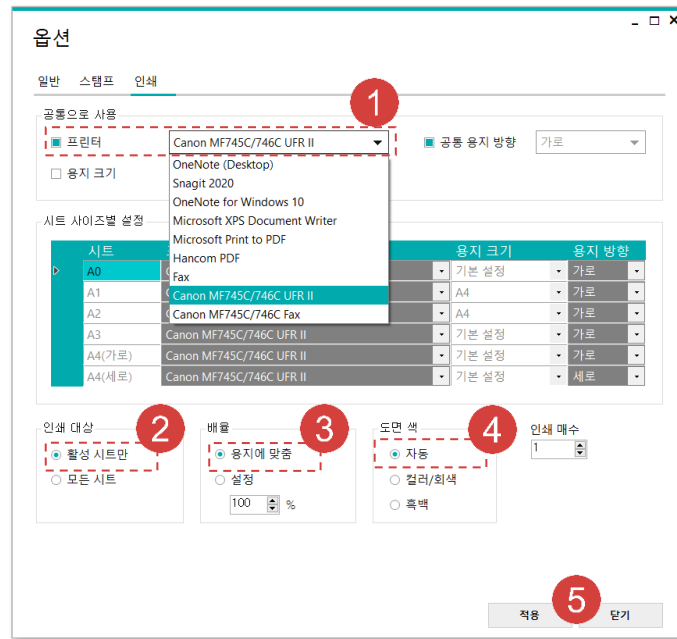 옵션
일반 스탬프 인쇄
1
공통으로 사용
프린터 Canon MF745C/746C UFR II 공통 용지 방향 가로
용지 크기
OneNote (Desktop)
Snagit 2020
OneNote for Windows 10
Microsoft XPS Document Writer
Microsoft Print to PDF
Hancom PDF
Fax
Canon MF745C/746C UFR II
Canon MF745C/746C Fax
시트 사이즈별 설정
시트 용지 크기 용지 방향
A0 기본 설정 가로
A1 A4 가로
A2 A4 가로
A3 Canon MF745C/746C UFR II 기본 설정 가로
A4(가로) Canon MF745C/746C UFR II 기본 설정 가로
A4(세로) Canon MF745C/746C UFR II 기본 설정 세로
인쇄 대상 2 배율 3 도면 색 4 인쇄 매수
활성 시트만 용지에 맞춤 자동 1
모든 시트 설정 컬러/회색
100 % 흑백
적용 5 닫기